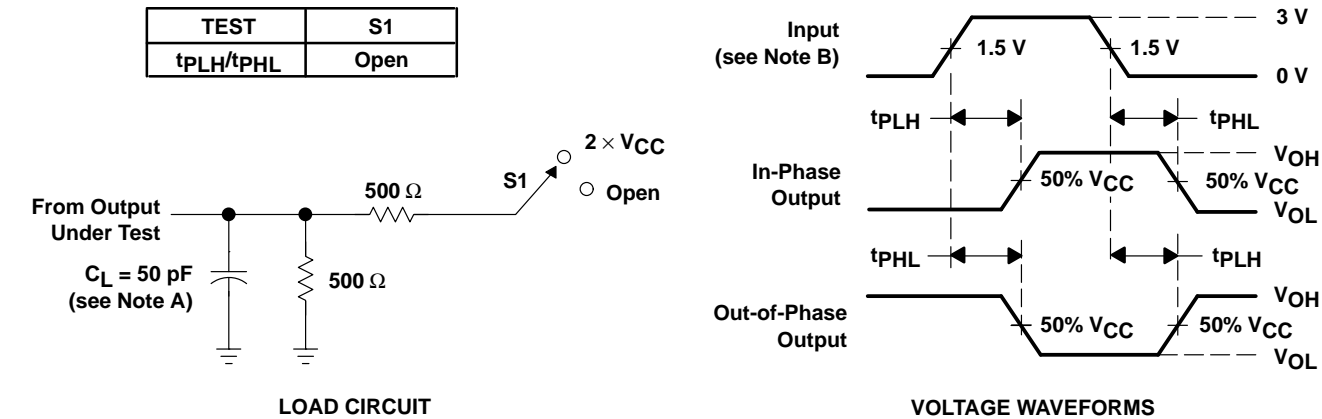 TEST S1
tPLH/tPHL Open
2 × VCC
S1
Open
500 Ω
From Output
Under Test
CL = 50 pF
(see Note A)
500 Ω
LOAD CIRCUIT
Input
(see Note B)
1.5 V 1.5 V
3 V
0 V
tPLH tPHL
In-Phase
Output
50% VCC 50% VCC
VOH
VOL
tPHL tPLH
Out-of-Phase
Output
50% VCC 50% VCC
VOH
VOL
VOLTAGE WAVEFORMS